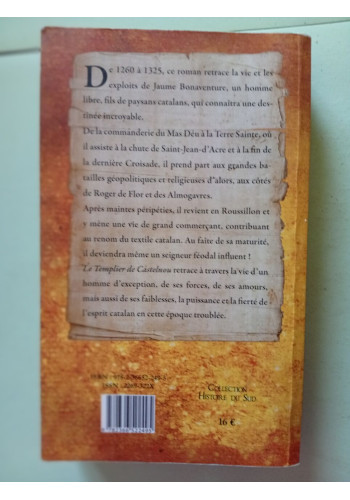 De 1260 à 1325, ce roman retrace la vie et les
exploits de Jaume Bonaventure, un homme
libre, fils de paysans catalans, qui connaîtra une des-
tinée incroyable.
De la commanderie du Mas Déu à la Terre Sainte, où
il assiste à la chute de Saint-Jean-d'Acre et à la fin de
la dernière Croisade, il prend part aux grandes ba-
tailles géopolitiques et religieuses d'alors, aux côtés
de Roger de Flor et des Almogavres.
Après maintes péripéties, il revient en Roussillon et
y mène une vie de grand commerçant, contribuant
au renom du textile catalan. Au faîte de sa maturité,
il deviendra même un seigneur féodal influent !
Le Templier de Castelnou retrace à travers la vie d'un
homme d'exception, de ses forces, de ses amours,
mais aussi de ses faiblesses, la puissance et la fierté de
l'esprit catalan en cette époque troublée.
ISBN
ISSN
Collection
Histoire du Sud
16 €